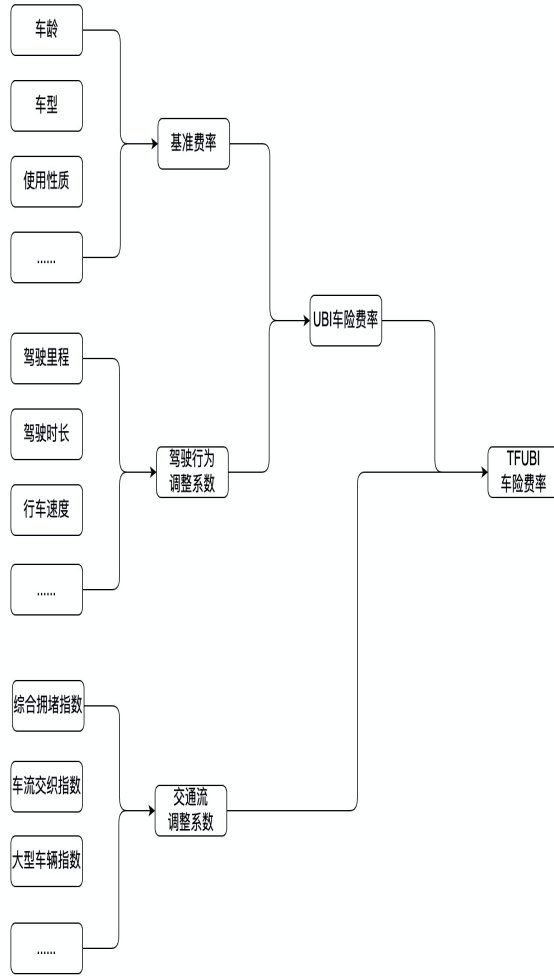 车龄
车型
使用性质
......
基准费率
驾驶里程
驾驶时长
行车速度
......
驾驶行为
调整系数
UBI车险费率
综合拥堵指数
车流交织指数
大型车辆指数
......
交通流
调整系数
TFUBI
车险费率